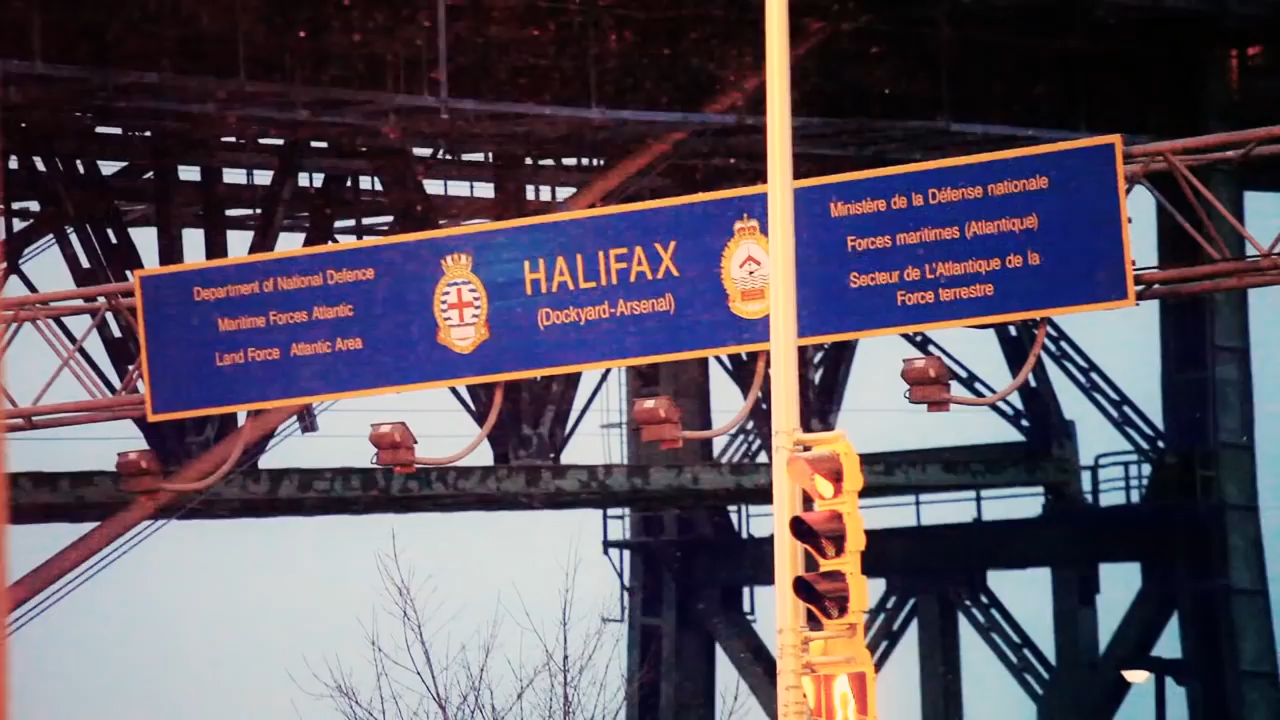 Department of National Defence
Maritime Forces Atlantic
Land Force Atlantic Area
HALIFAX
(Dockyard-Arsenal)
Ministère de la Défense nationale
Forces maritimes (Atlantique)
Secteur de L'Atlantique de la
Force terrestre